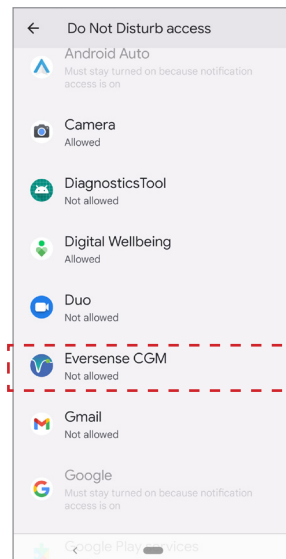 Do Not Disturb access
Android Auto
Must stay turned on because notification
access is on
Camera
Allowed
DiagnosticsTool
Not allowed
Digital Wellbeing
Allowed
Duo
Not allowed
Eversense CGM
Not allowed
Gmail
Not allowed
Google
Must stay turned on because notification
access is on
Google Play services